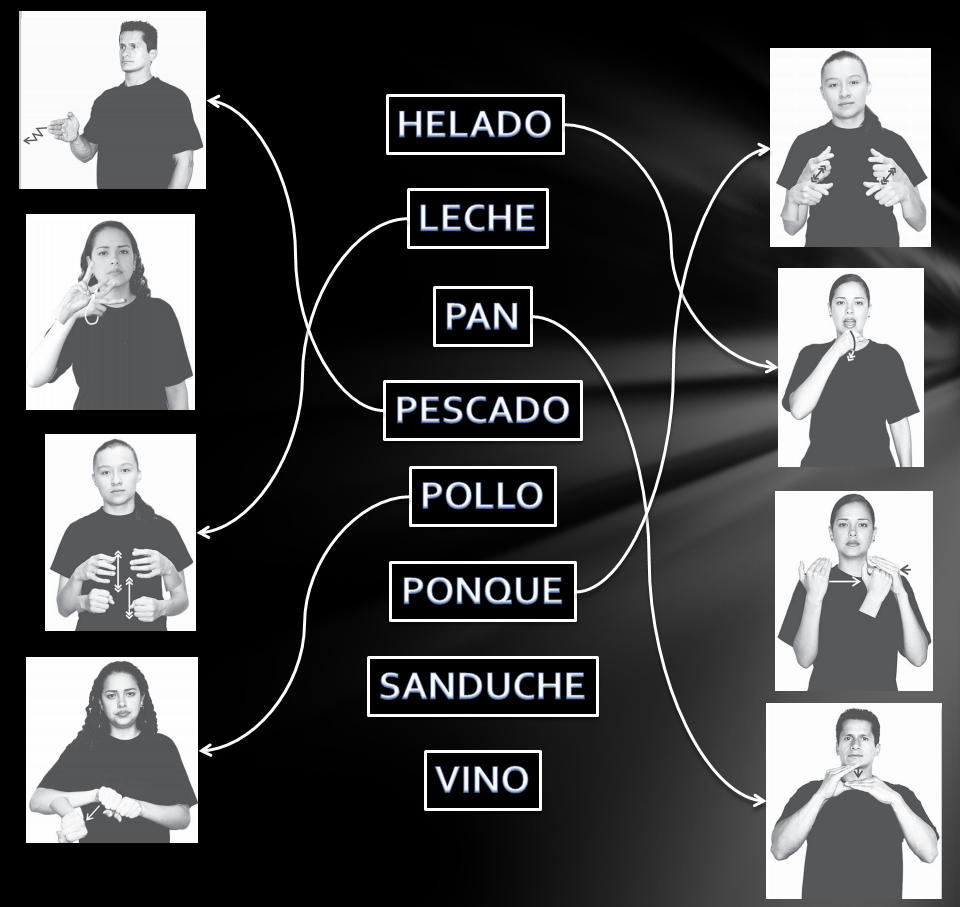 HELADO
LECHE
PAN
PESCADO
POLLO
PONQUE
SANDUCHE
VINO